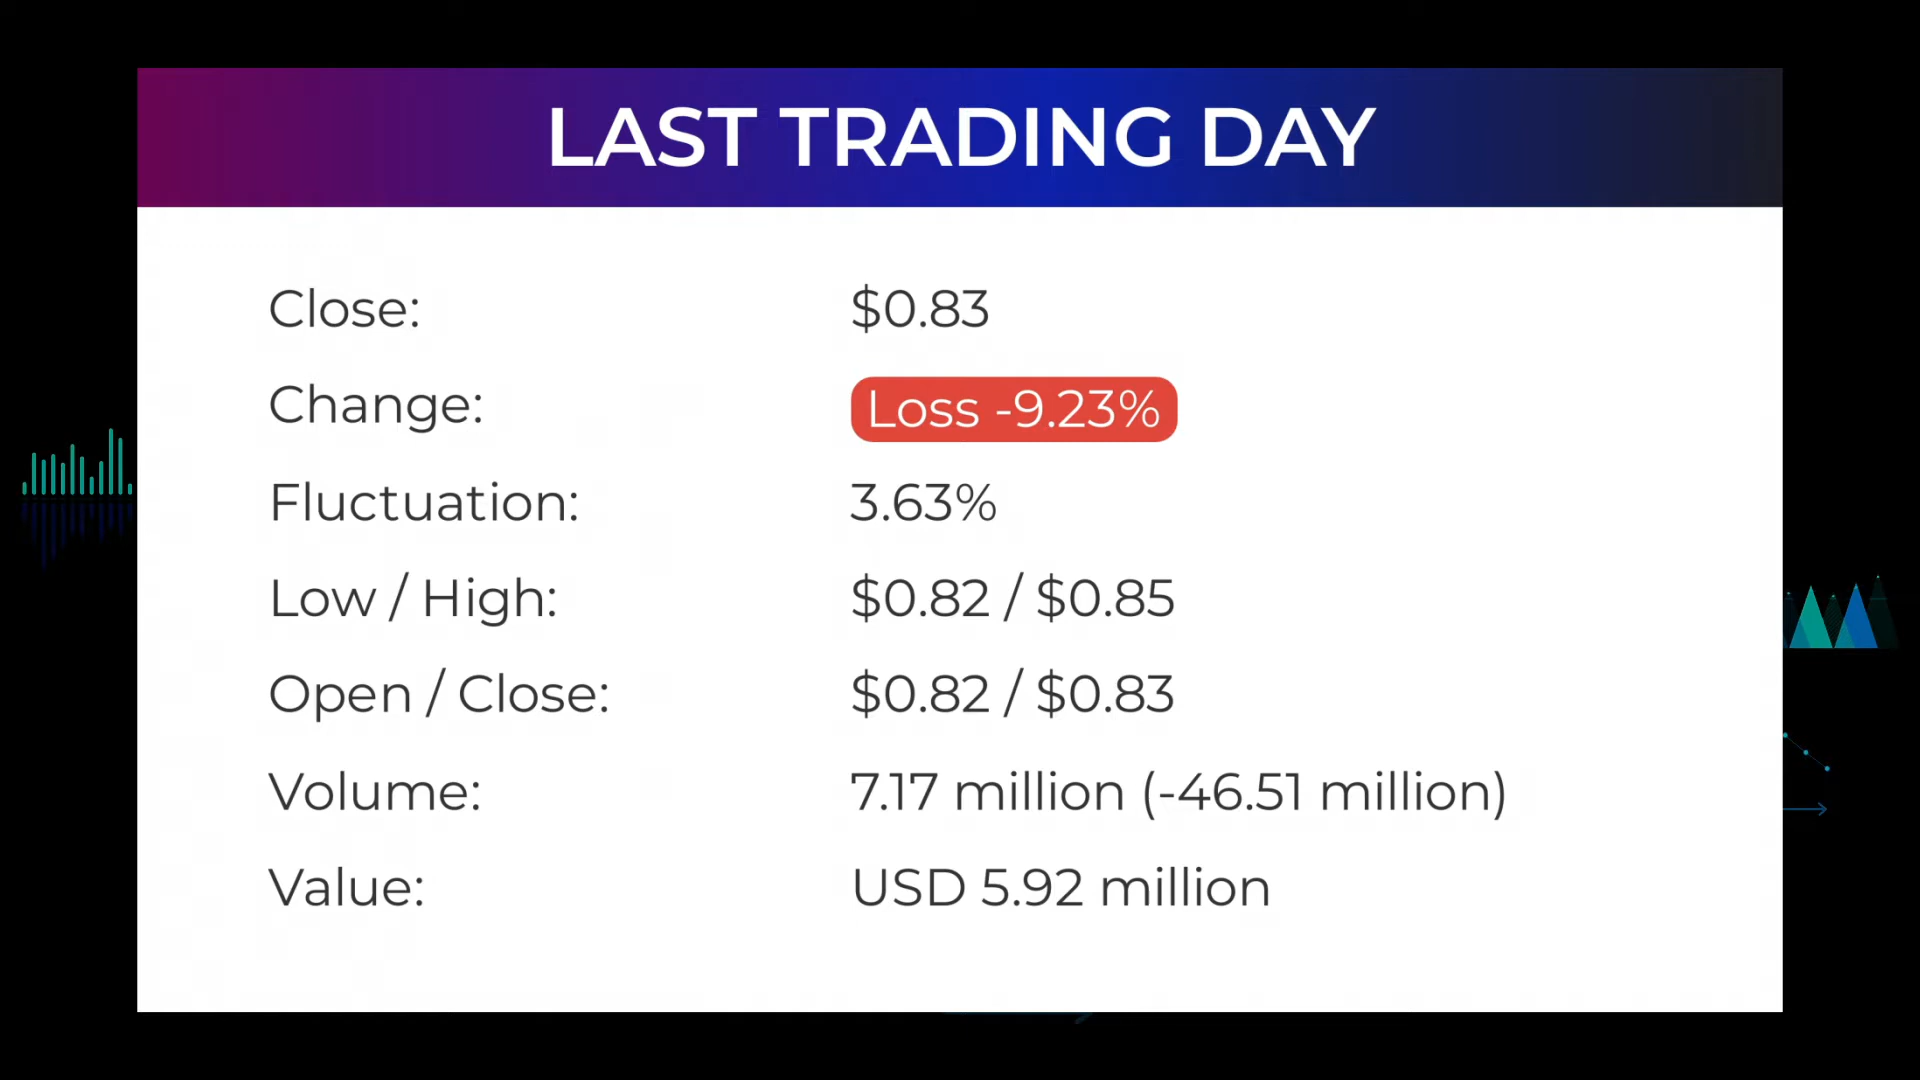 LAST TRADING DAY
Close: $0.83
Change: Loss -9.23%
Fluctuation: 3.63%
Low / High: $0.82 / $0.85
Open / Close: $0.82 / $0.83
Volume: 7.17 million (-46.51 million)
Value: USD 5.92 million